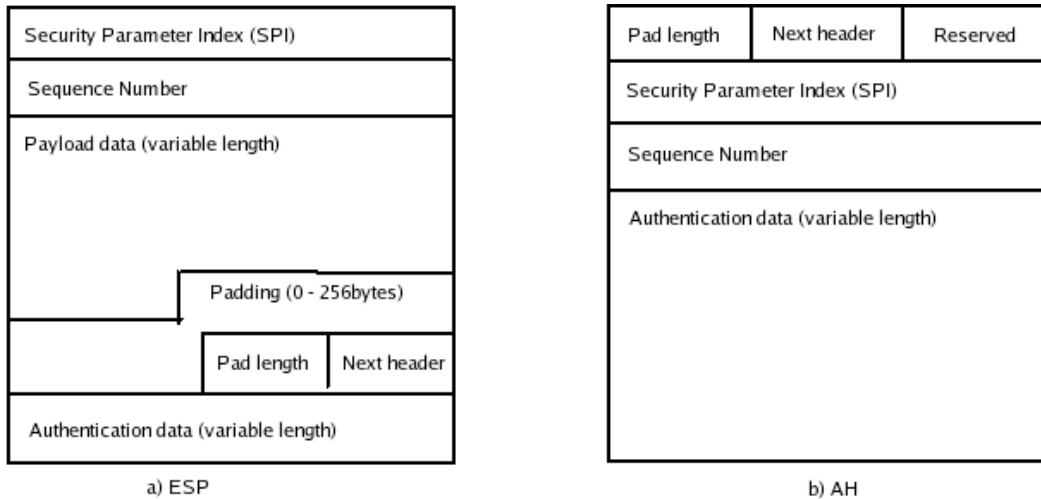 Security Parameter Index (SPI)
Sequence Number
Payload data (variable length)
Padding (0 - 256bytes)
Pad length
Next header
Authentication data (variable length)
a) ESP
Pad length
Next header
Reserved
Security Parameter Index (SPI)
Sequence Number
Authentication data (variable length)
b) AH